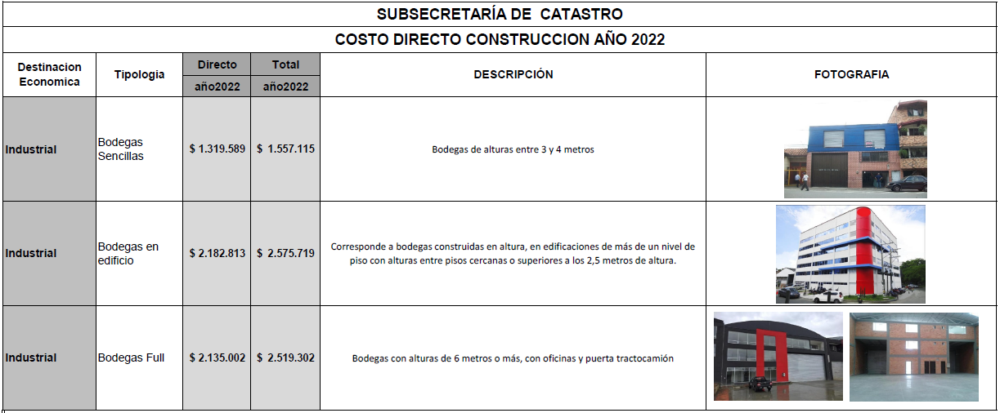 SUBSECRETARÍA DE CATASTRO
COSTO DIRECTO CONSTRUCCION AÑO 2022
Destinacion
Economica
Tipologia
Directo
Total
año2022
año2022
DESCRIPCIÓN
FOTOGRAFIA
Industrial
Bodegas
Sencillas
$ 1.319.589
$ 1.557.115
Bodegas de alturas entre 3 y 4 metros
Industrial
Bodegas en
edificio
$ 2.182.813
$ 2.575.719
Corresponde a bodegas construidas en altura, en edificaciones de más de un nivel de
piso con alturas entre pisos cercanas o superiores a los 2,5 metros de altura.
Industrial
Bodegas Full
$ 2.135.002
$ 2.519.302
Bodegas con alturas de 6 metros o más, con oficinas y puerta tractocamión